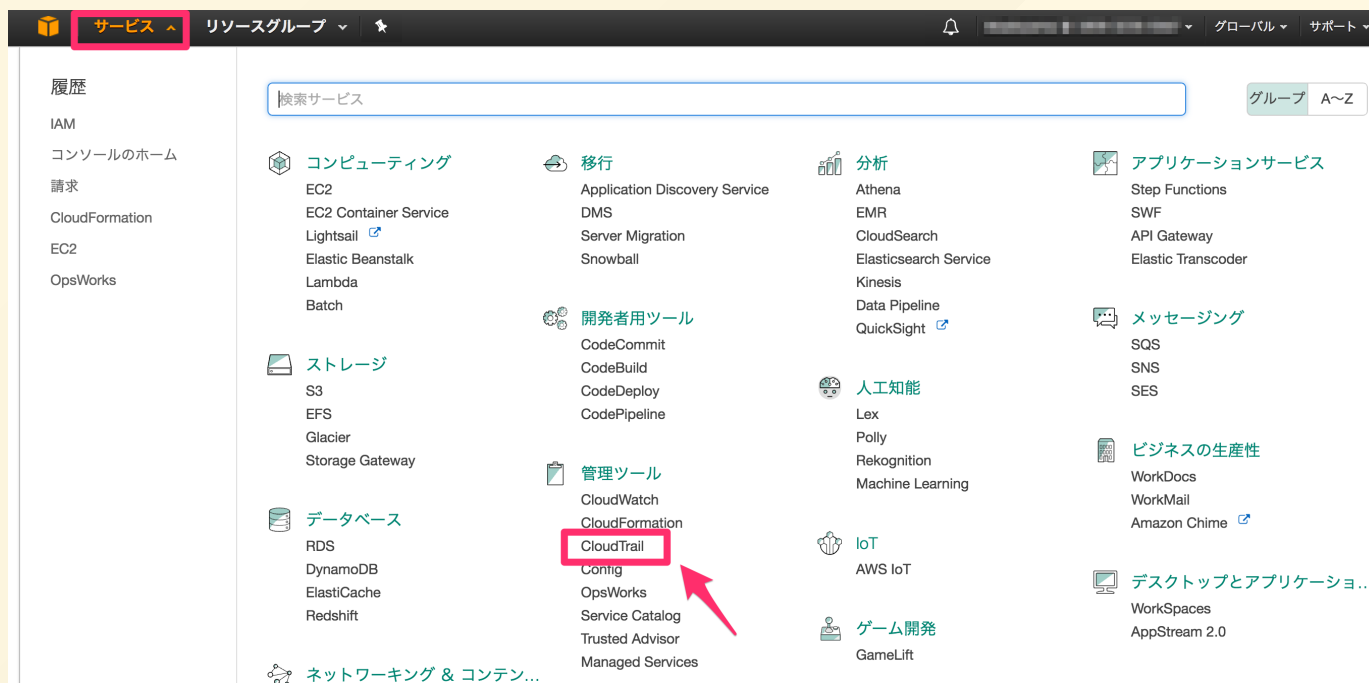 サービス リソースグループ グローバル サポート
履歴
IAM
コンソールのホーム
請求
CloudFormation
EC2
OpsWorks
検索サービス
グループ A〜Z
コンピューティング
EC2
EC2 Container Service
Lightsail
Elastic Beanstalk
Lambda
Batch
ストレージ
S3
EFS
Glacier
Storage Gateway
データベース
RDS
DynamoDB
ElastiCache
Redshift
ネットワーキング & コンテン...
移行
Application Discovery Service
DMS
Server Migration
Snowball
開発者用ツール
CodeCommit
CodeBuild
CodeDeploy
CodePipeline
管理ツール
CloudWatch
CloudFormation
CloudTrail
Config
OpsWorks
Service Catalog
Trusted Advisor
Managed Services
分析
Athena
EMR
CloudSearch
Elasticsearch Service
Kinesis
Data Pipeline
QuickSight
人工知能
Lex
Polly
Rekognition
Machine Learning
IoT
AWS IoT
ゲーム開発
GameLift
アプリケーションサービス
Step Functions
SWF
API Gateway
Elastic Transcoder
メッセージング
SQS
SNS
SES
ビジネスの生産性
WorkDocs
WorkMail
Amazon Chime
デスクトップとアプリケーショ...
WorkSpaces
AppStream 2.0